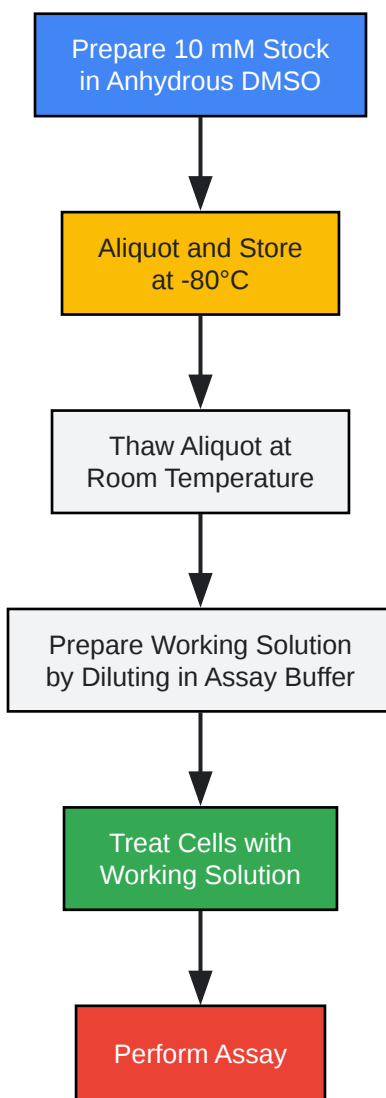 Prepare 10 mM Stock
in Anhydrous DMSO
Aliquot and Store
at -80°C
Thaw Aliquot at
Room Temperature
Prepare Working Solution
by Diluting in Assay Buffer
Treat Cells with
Working Solution
Perform Assay